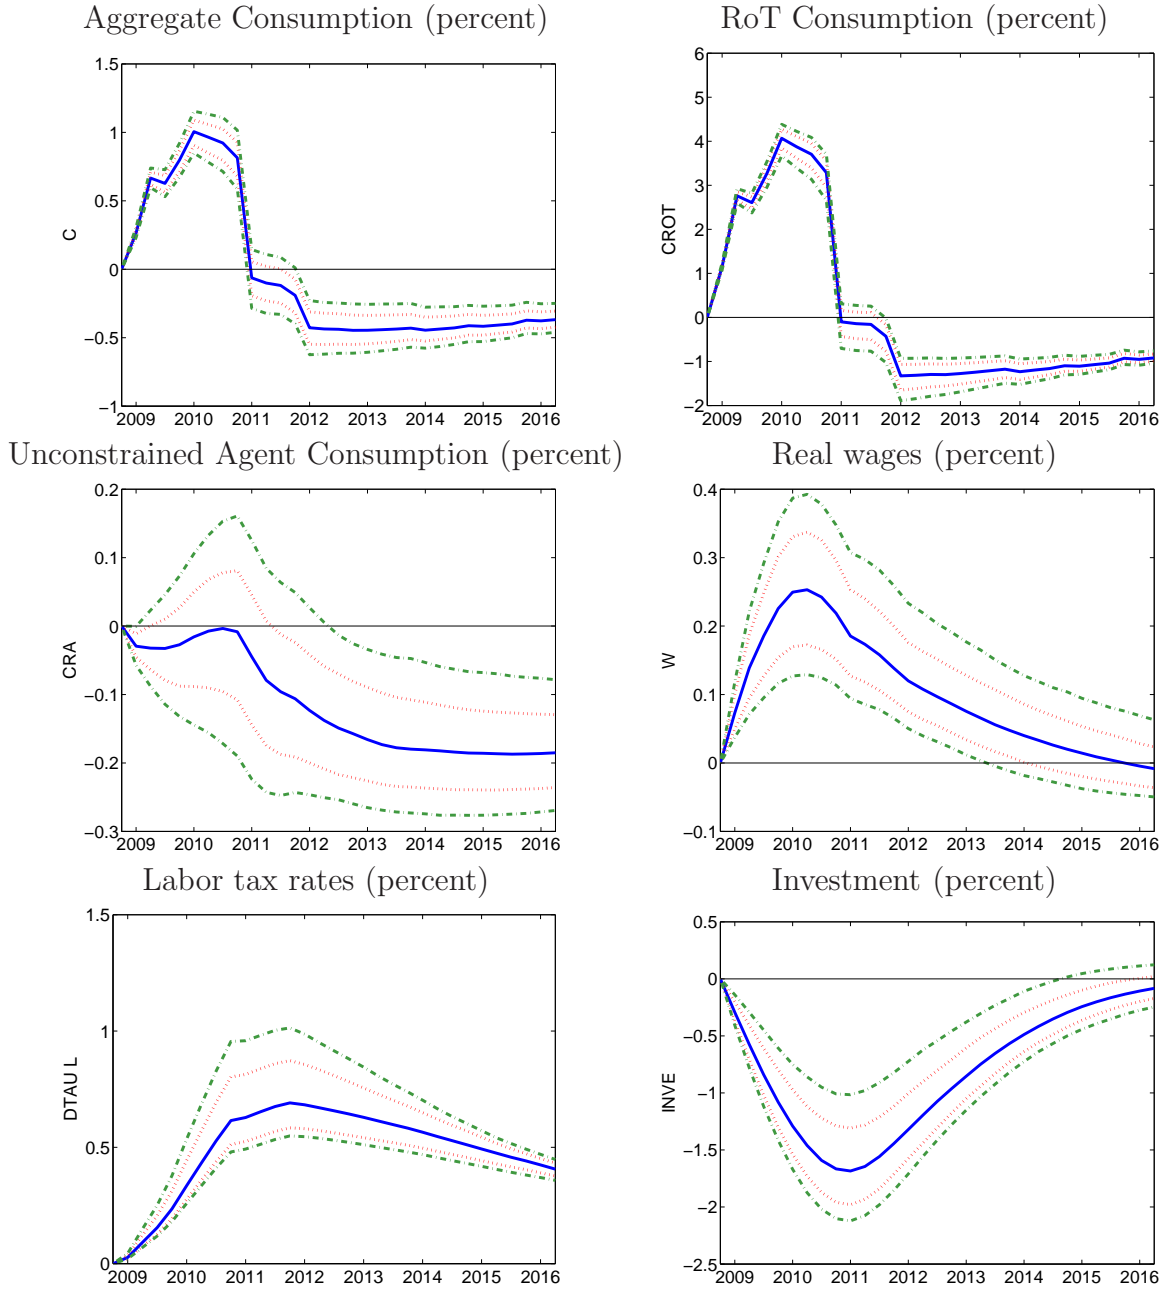 Aggregate Consumption (percent)
1.5
1
0.5
0
−0.5
−1
C
2009 2010 2011 2012 2013 2014 2015 2016
RoT Consumption (percent)
6
5
4
3
2
1
0
−1
−2
CROT
2009 2010 2011 2012 2013 2014 2015 2016
Unconstrained Agent Consumption (percent)
0.2
0.1
0
−0.1
−0.2
−0.3
CRA
2009 2010 2011 2012 2013 2014 2015 2016
Real wages (percent)
0.4
0.3
0.2
0.1
0
−0.1
W
2009 2010 2011 2012 2013 2014 2015 2016
Labor tax rates (percent)
1.5
1
0.5
0
DTAU L
2009 2010 2011 2012 2013 2014 2015 2016
Investment (percent)
0.5
0
−0.5
−1
−1.5
−2
−2.5
INVE
2009 2010 2011 2012 2013 2014 2015 2016